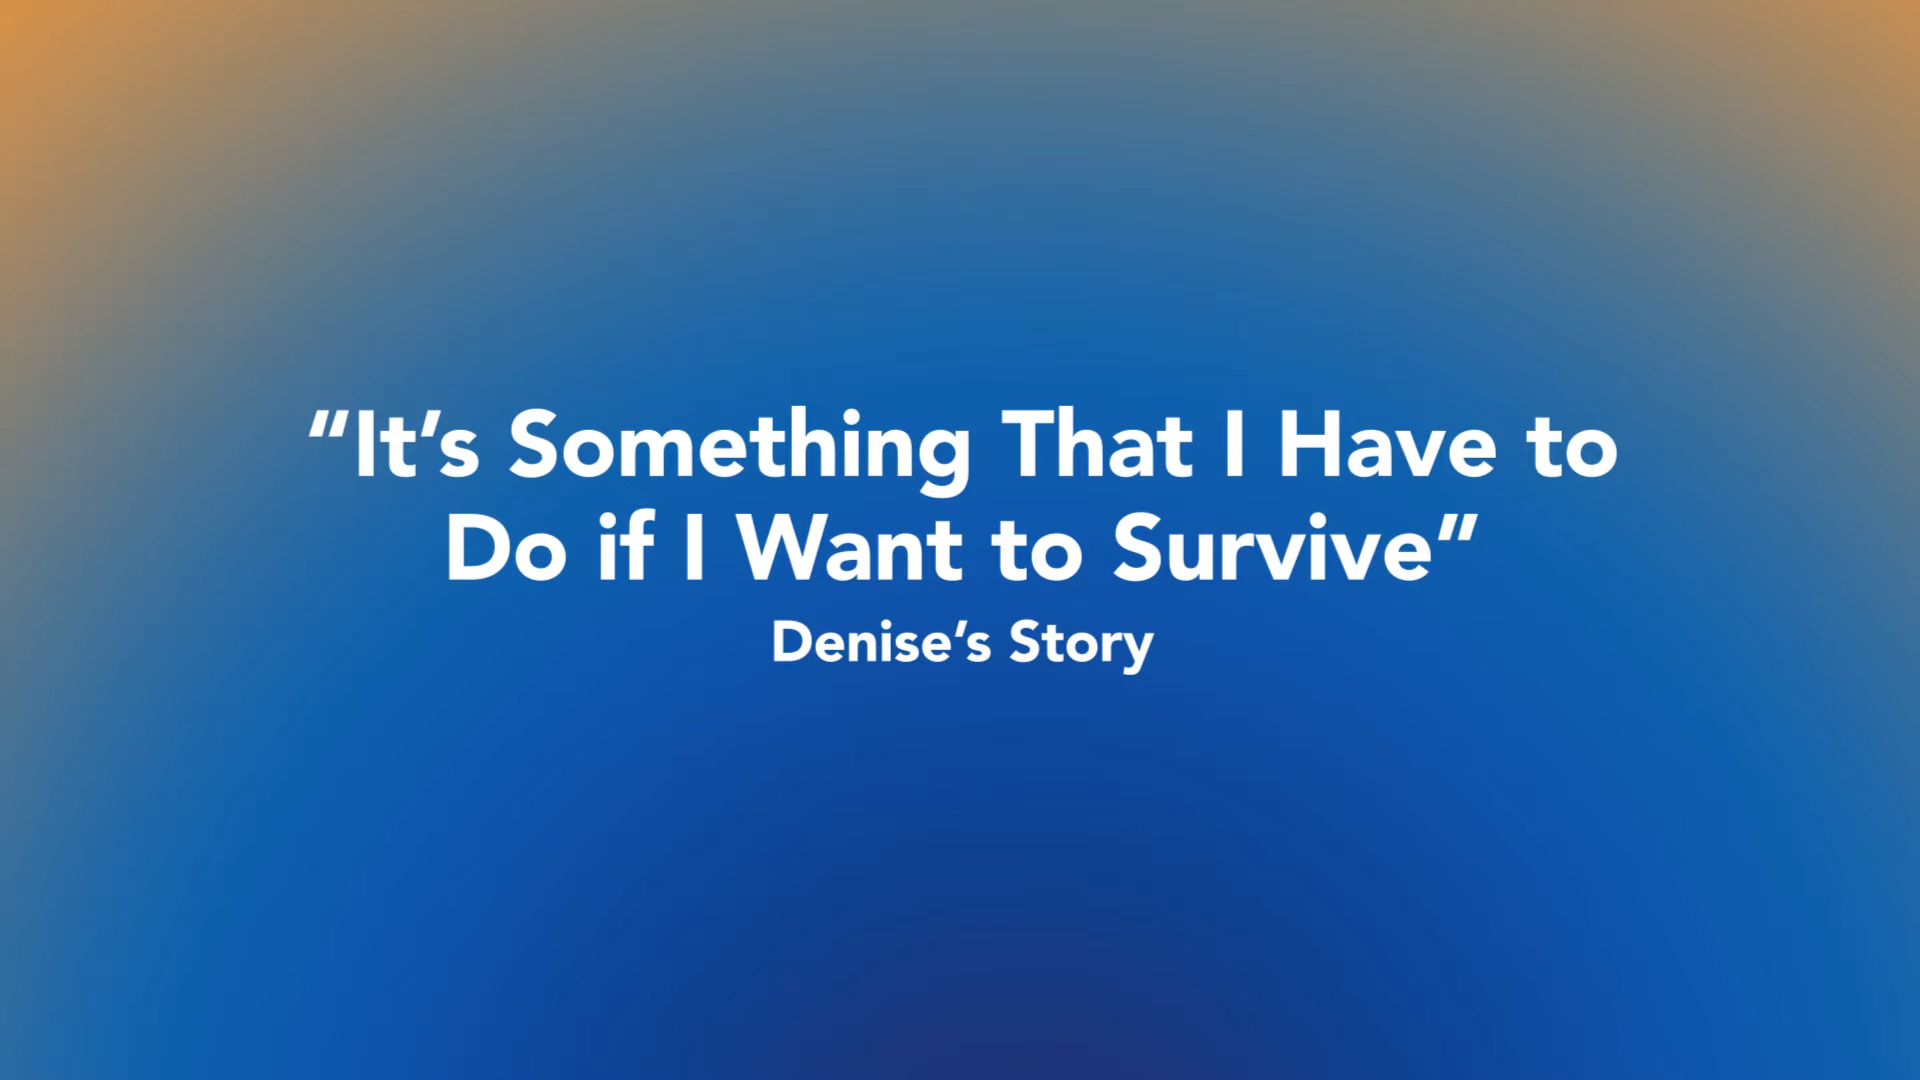 “It’s Something That I Have to
Do if I Want to Survive”
Denise’s Story